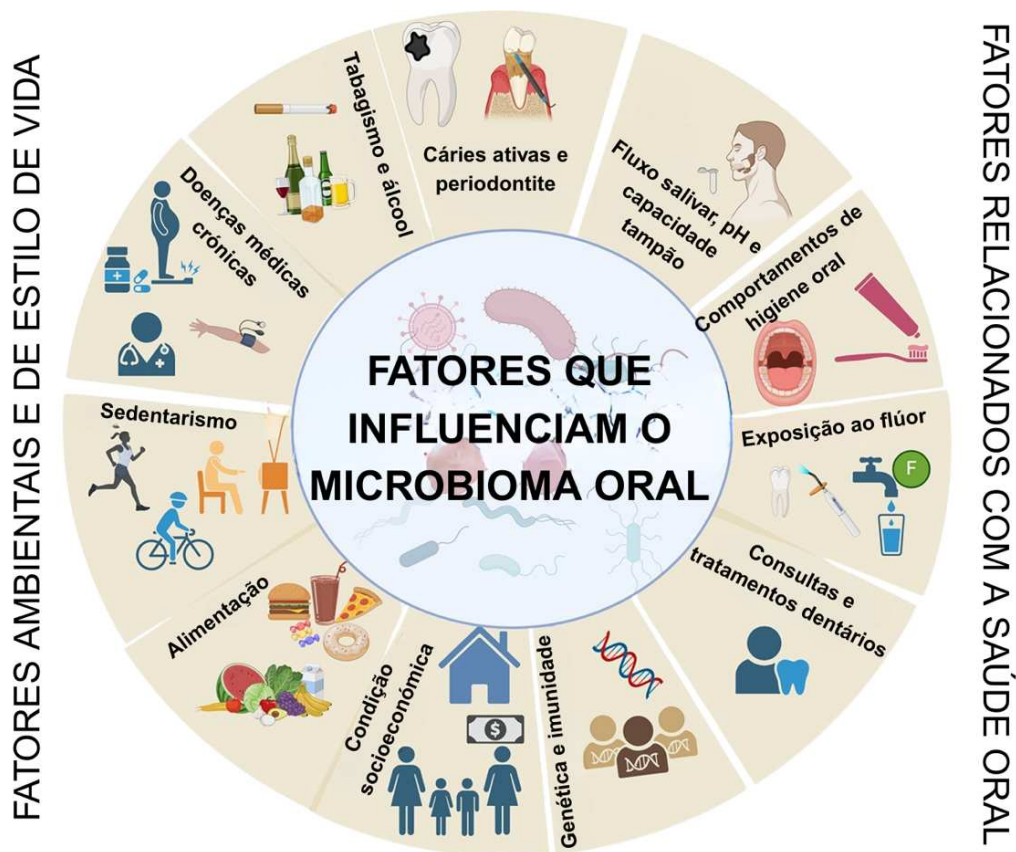 FATORES AMBIENTAIS E DE ESTILO DE VIDA
FATORES RELACIONADOS COM A SAÚDE ORAL
FATORES QUE
INFLUENCIAM O
MICROBIOMA ORAL
Cáries ativas e
periodontite
Fluxo salivar, pH e
capacidade
tampão
Comportamentos de
higiene oral
Exposição ao flúor
F
Consultas e
tratamentos dentários
Genética e imunidade
Condição
socioeconómica
$
Alimentação
Sedentarismo
Doenças médicas
crónicas
Tabagismo e álcool